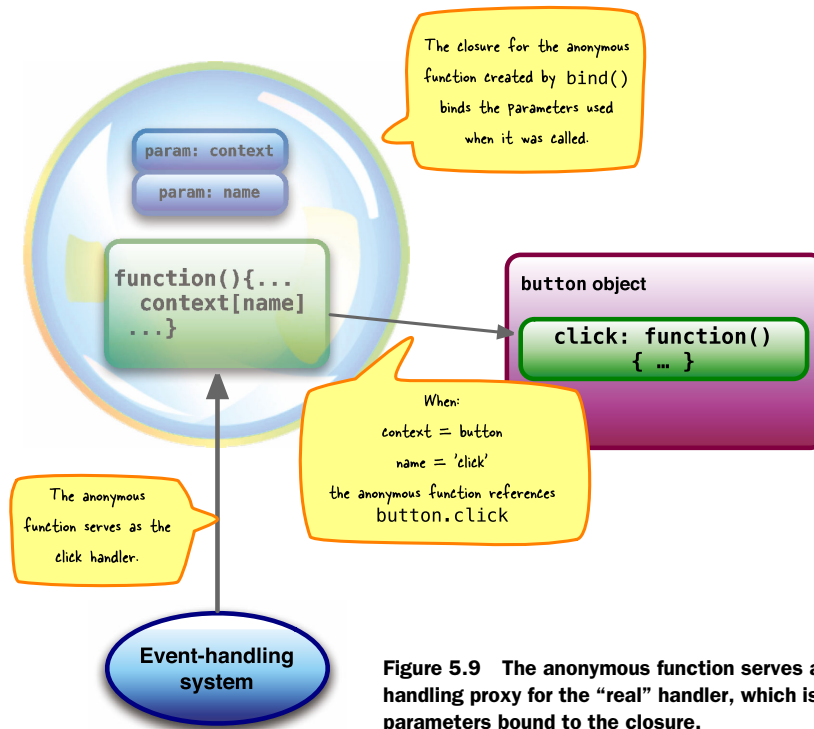 The closure for the anonymous
function created by bind()
binds the parameters used
when it was called.
param: context
param: name
function(){...
context[name]
...}
button object
click: function()
{ … }
When:
context = button
name = 'click'
the anonymous function references
button.click
The anonymous
function serves as the
click handler.
Event-handling
system
Figure 5.9 The anonymous function serves a
handling proxy for the “real” handler, which is
parameters bound to the closure.